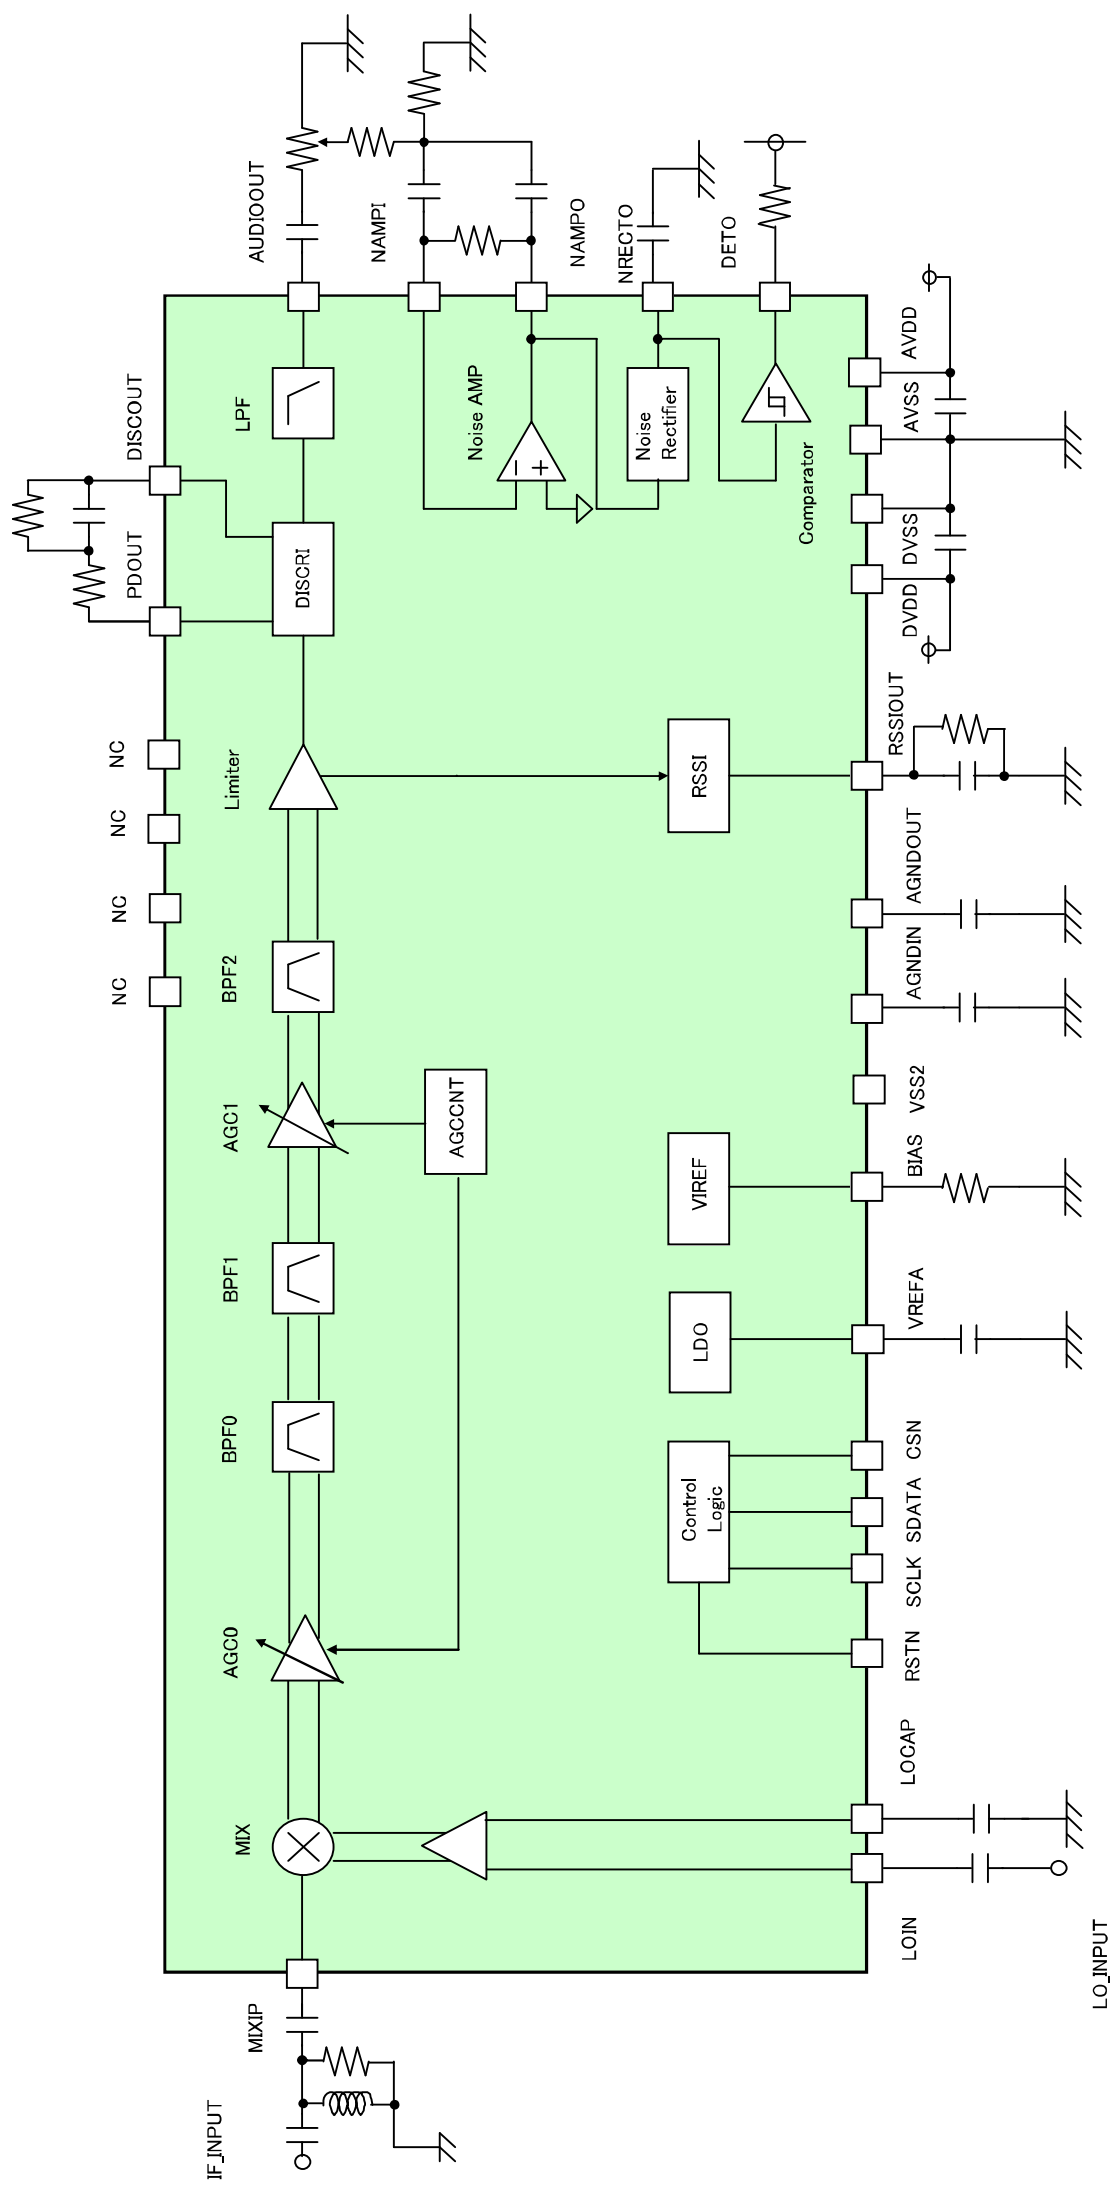 IF_INPUT
MIXIP
MIX
AGC0
BPF0
BPF1
AGC1
BPF2
Limiter
DISCRI
LPF
AUDIOOUT
NC
NC
NC
NC
PDOUT
DISCOUT
AGCCNT
Noise AMP
NAMPI
NAMPO
Noise
Rectifier
NRECTO
Comparator
DETO
Control
Logic
LDO
VIREF
RSSI
LOIN
LO_INPUT
LOCAP
RSTN
SCLK
SDATA
CSN
VREFA
BIAS
VSS2
AGNDIN
AGNDOUT
RSSIOUT
DVDD
DVSS
AVSS
AVDD